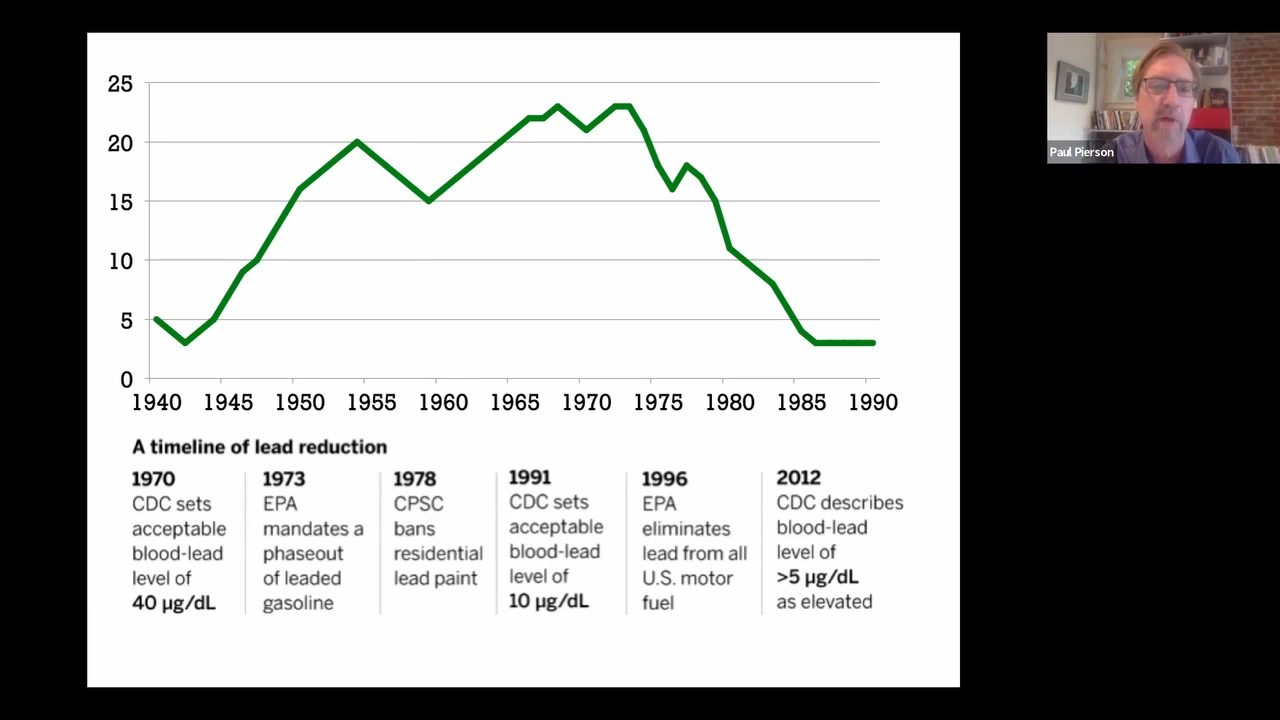 25
20
15
10
5
0
1940 1945 1950 1955 1960 1965 1970 1975 1980 1985 1990
A timeline of lead reduction
1970
CDC sets
acceptable
blood-lead
level of
40 µg/dL
1973
EPA
mandates a
phaseout
of leaded
gasoline
1978
CPSC
bans
residential
lead paint
1991
CDC sets
acceptable
blood-lead
level of
10 µg/dL
1996
EPA
eliminates
lead from all
U.S. motor
fuel
2012
CDC describes
blood-lead
level of
>5 µg/dL
as elevated
Paul Pierson